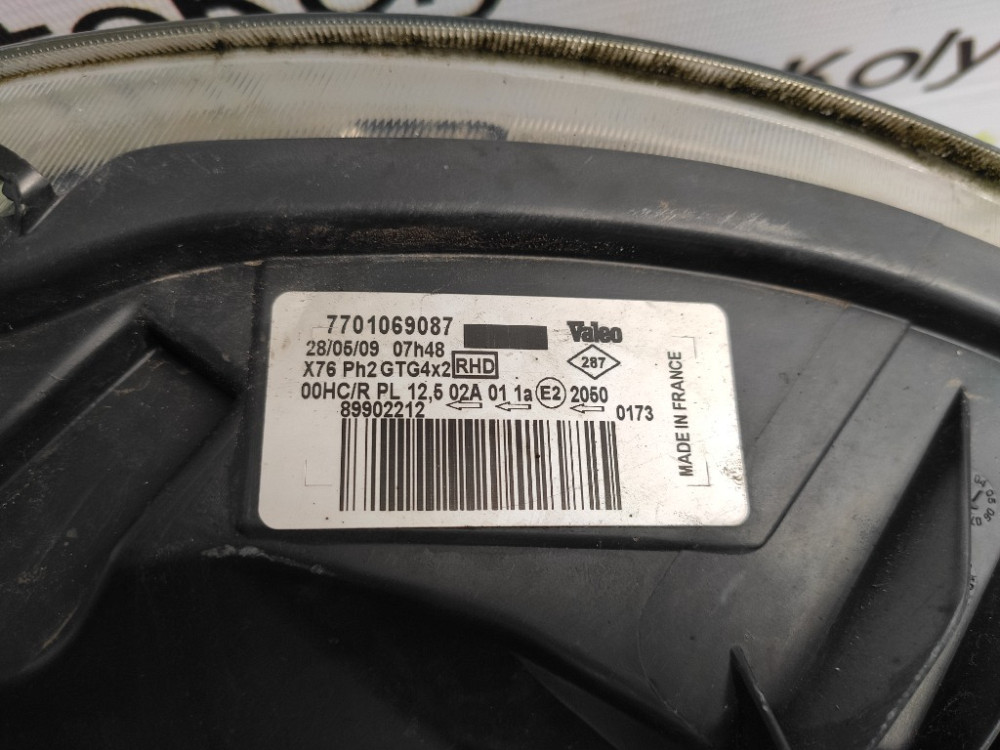 Koly
7701069087 Valeo
28/05/09 07h48 287
X76 Ph2 GTG4x2 RHD
00HC/R PL 12,5 02A 01 1a E2 2050
89902212 0173
MADE IN FRANCE